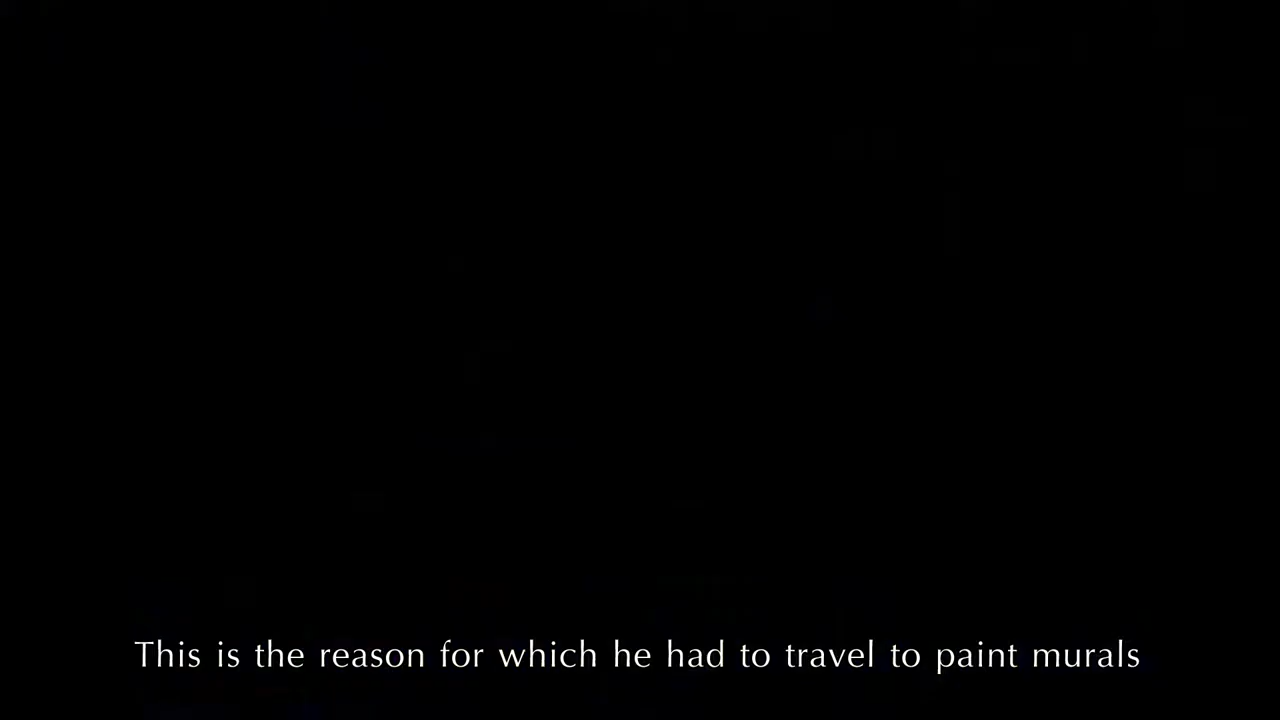 This is the reason for which he had to travel to paint murals